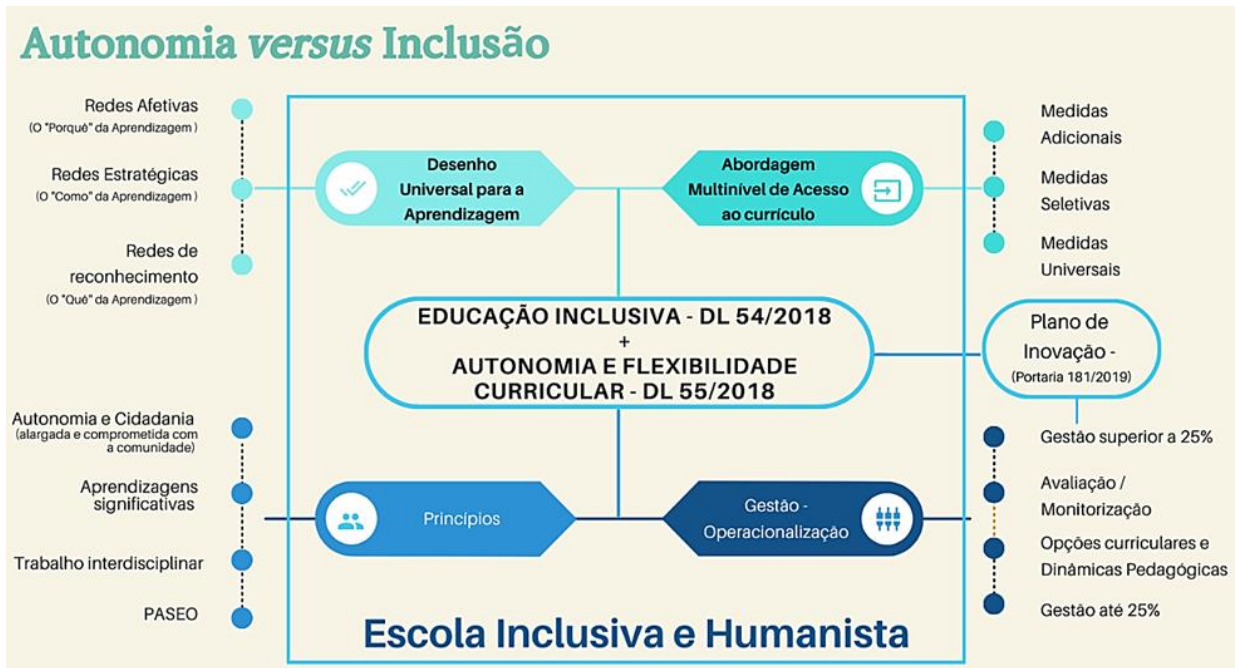 Autonomia versus Inclusão
Redes Afetivas
(O "Porquê" da Aprendizagem )
Redes Estratégicas
(O "Como" da Aprendizagem )
Redes de
reconhecimento
(O "Quê" da Aprendizagem )
Desenho
Universal para a
Aprendizagem
Abordagem
Multinível de Acesso
ao currículo
Medidas
Adicionais
Medidas
Seletivas
Medidas
Universais
EDUCAÇÃO INCLUSIVA - DL 54/2018
+
AUTONOMIA E FLEXIBILIDADE
CURRICULAR - DL 55/2018
Plano de
Inovação -
(Portaria 181/2019)
Autonomia e Cidadania
(alargada e comprometida com
a comunidade)
Aprendizagens
significativas
Trabalho interdisciplinar
PASEO
Princípios
Gestão -
Operacionalização
Gestão superior a 25%
Avaliação /
Monitorização
Opções curriculares e
Dinâmicas Pedagógicas
Gestão até 25%
Escola Inclusiva e Humanista